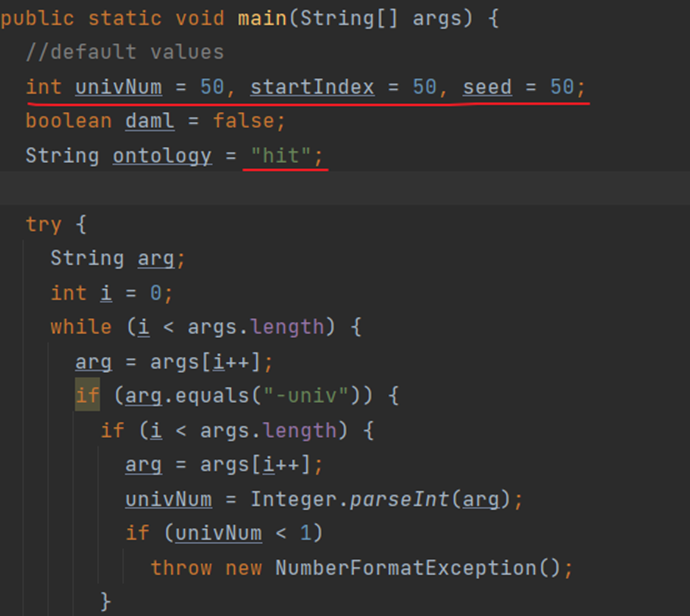 public static void main(String[] args) {
//default values
int univNum = 50, startIndex = 50, seed = 50;
boolean daml = false;
String ontology = "hit";
try {
String arg;
int i = 0;
while (i < args.length) {
arg = args[i++];
if (arg.equals("-univ")) {
if (i < args.length) {
arg = args[i++];
univNum = Integer.parseInt(arg);
if (univNum < 1)
throw new NumberFormatException();
}